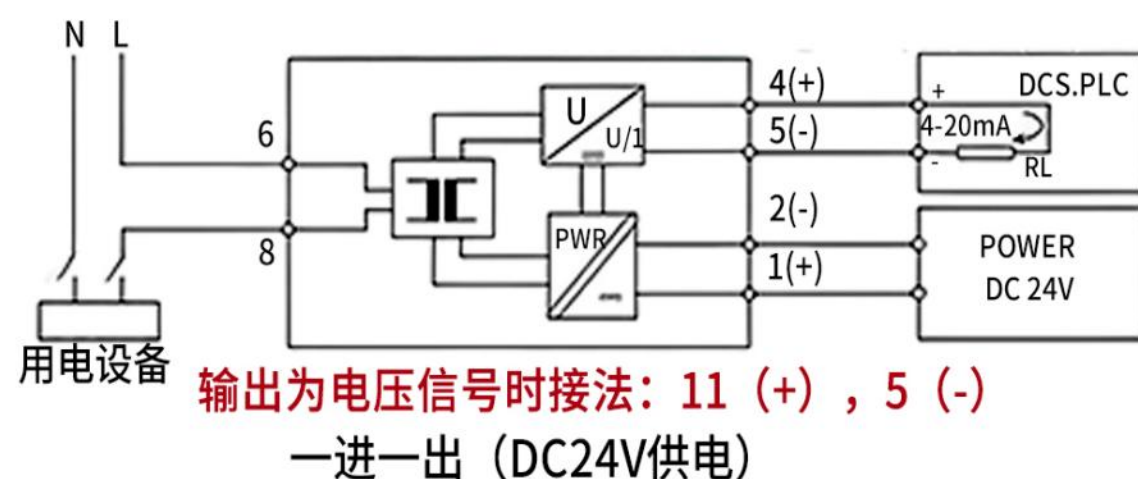 N L
6
8
用电设备
U
U/1
PWR
4(+)
5(-)
2(-)
1(+)
DCS.PLC
+
4-20mA
-
RL
POWER
DC 24V
输出为电压信号时接法：11（+），5（-）
一进一出（DC24V供电）